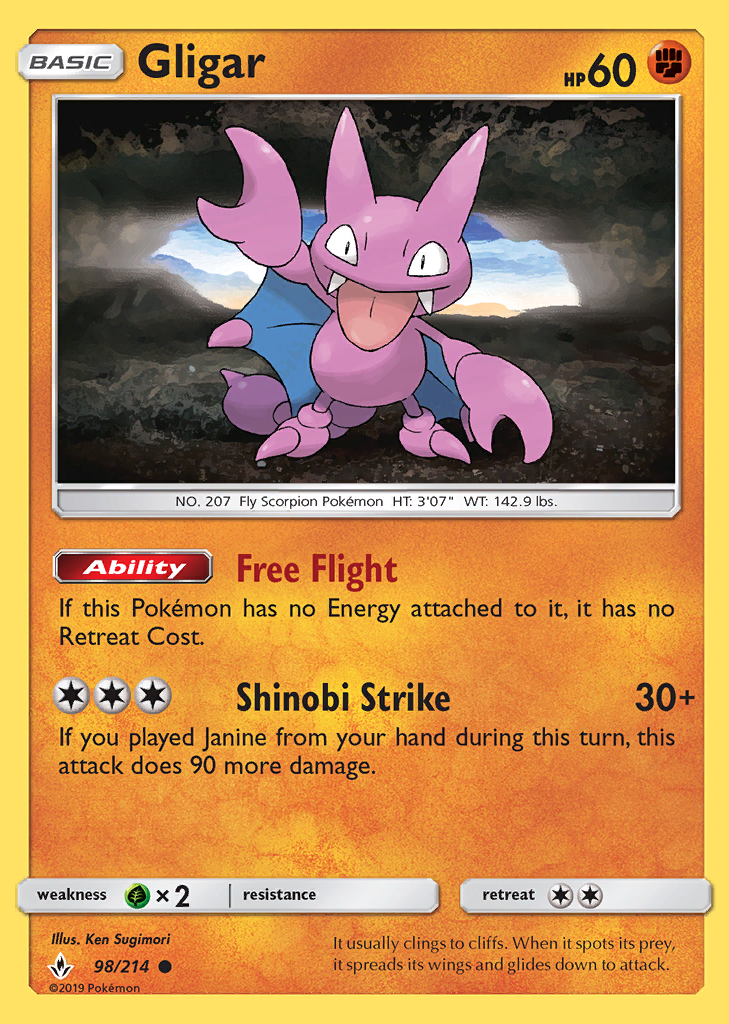 BASIC Gligar HP 60
NO. 207 Fly Scorpion Pokémon HT: 3'07" WT: 142.9 lbs.
Ability Free Flight
If this Pokémon has no Energy attached to it, it has no
Retreat Cost.
Shinobi Strike 30+
If you played Janine from your hand during this turn, this
attack does 90 more damage.
weakness ×2 resistance retreat
Illus. Ken Sugimori
98/214
©2019 Pokémon
It usually clings to cliffs. When it spots its prey,
it spreads its wings and glides down to attack.